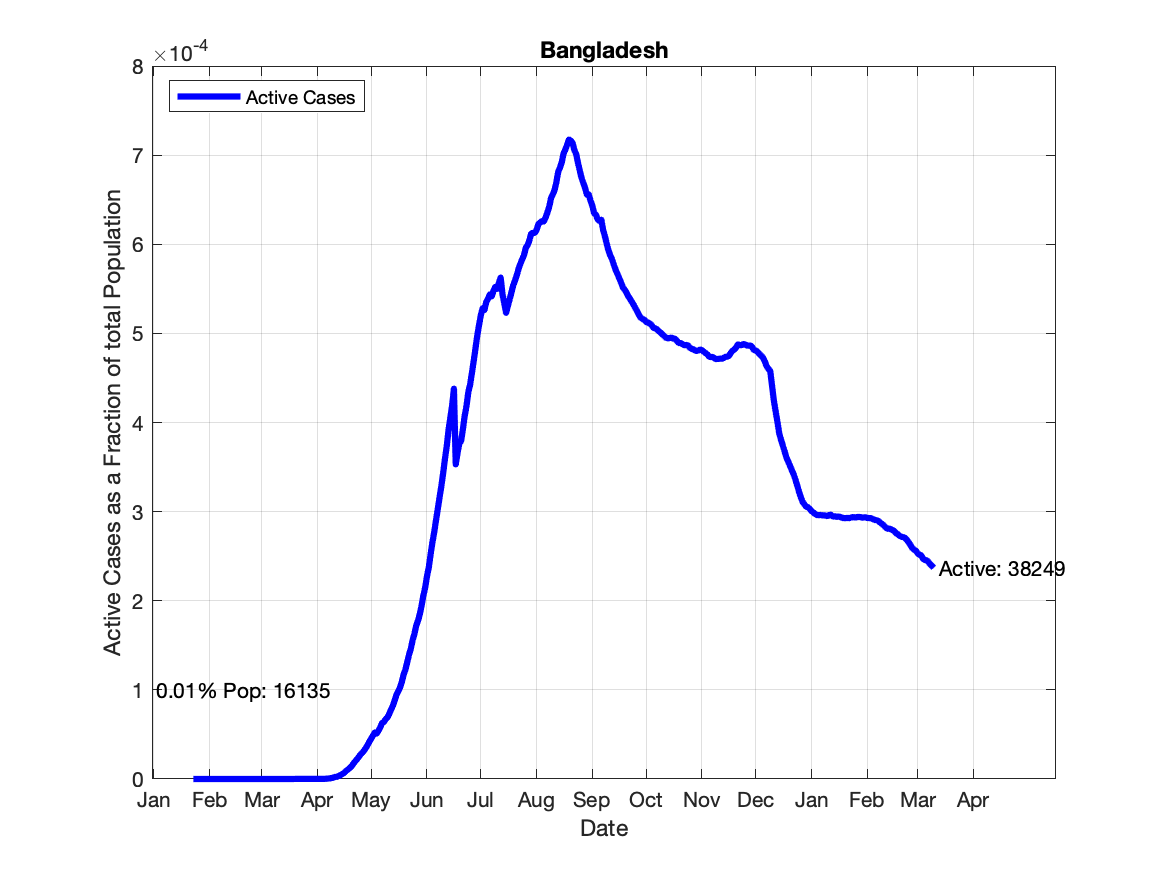 Bangladesh
×10-4
8
7
6
5
4
3
2
1
0
Active Cases
Active Cases as a Fraction of total Population
0.01% Pop: 16135
Active: 38249
Jan Feb Mar Apr May Jun Jul Aug Sep Oct Nov Dec Jan Feb Mar Apr
Date